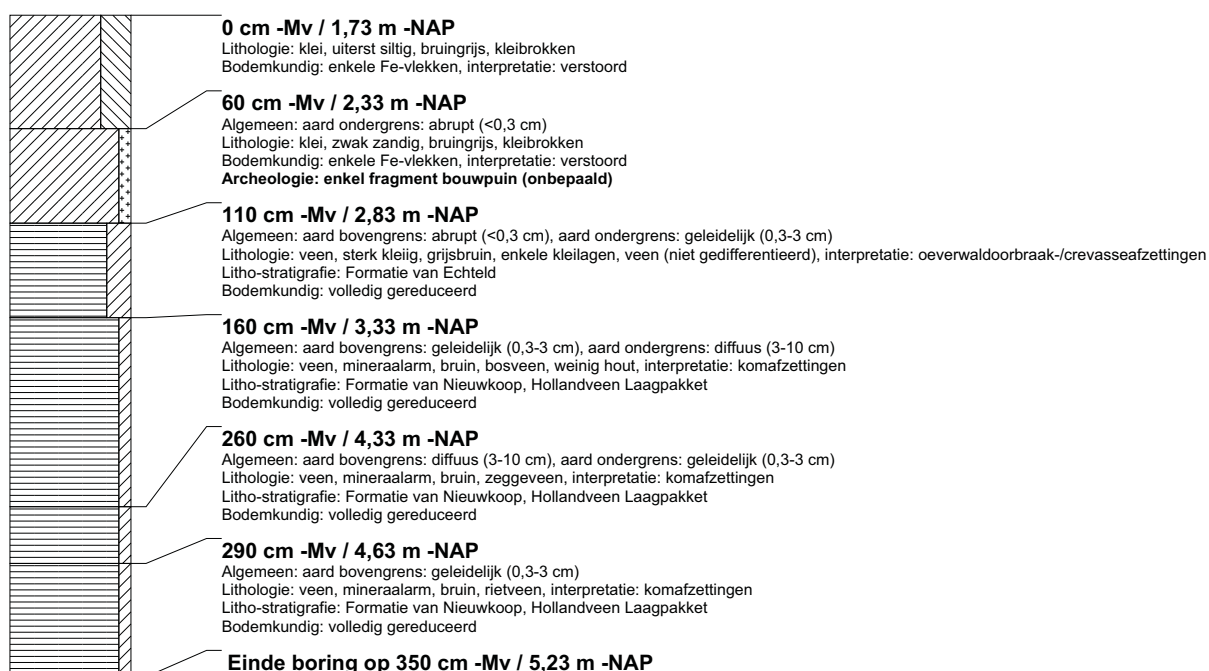 0 cm -Mv / 1,73 m -NAP
Lithologie: klei, uiterst siltig, bruingrijs, kleibrokken
Bodemkundig: enkele Fe-vlekken, interpretatie: verstoord
60 cm -Mv / 2,33 m -NAP
Algemeen: aard ondergrens: abrupt (<0,3 cm)
Lithologie: klei, zwak zandig, bruingrijs, kleibrokken
Bodemkundig: enkele Fe-vlekken, interpretatie: verstoord
Archeologie: enkel fragment bouwpuin (onbepaald)
110 cm -Mv / 2,83 m -NAP
Algemeen: aard bovengrens: abrupt (<0,3 cm), aard ondergrens: geleidelijk (0,3-3 cm)
Lithologie: veen, sterk kleiig, grijsbruin, enkele kleilagen, veen (niet gedifferentieerd), interpretatie: oeverwaldoorbraak-/crevasseafzettingen
Litho-stratigrafie: Formatie van Echteld
Bodemkundig: volledig gereduceerd
160 cm -Mv / 3,33 m -NAP
Algemeen: aard bovengrens: geleidelijk (0,3-3 cm), aard ondergrens: diffuus (3-10 cm)
Lithologie: veen, mineraalarm, bruin, bosveen, weinig hout, interpretatie: komafzettingen
Litho-stratigrafie: Formatie van Nieuwkoop, Hollandveen Laagpakket
Bodemkundig: volledig gereduceerd
260 cm -Mv / 4,33 m -NAP
Algemeen: aard bovengrens: diffuus (3-10 cm), aard ondergrens: geleidelijk (0,3-3 cm)
Lithologie: veen, mineraalarm, bruin, zeggeveen, interpretatie: komafzettingen
Litho-stratigrafie: Formatie van Nieuwkoop, Hollandveen Laagpakket
Bodemkundig: volledig gereduceerd
290 cm -Mv / 4,63 m -NAP
Algemeen: aard bovengrens: geleidelijk (0,3-3 cm)
Lithologie: veen, mineraalarm, bruin, rietveen, interpretatie: komafzettingen
Litho-stratigrafie: Formatie van Nieuwkoop, Hollandveen Laagpakket
Bodemkundig: volledig gereduceerd
Einde boring op 350 cm -Mv / 5,23 m -NAP